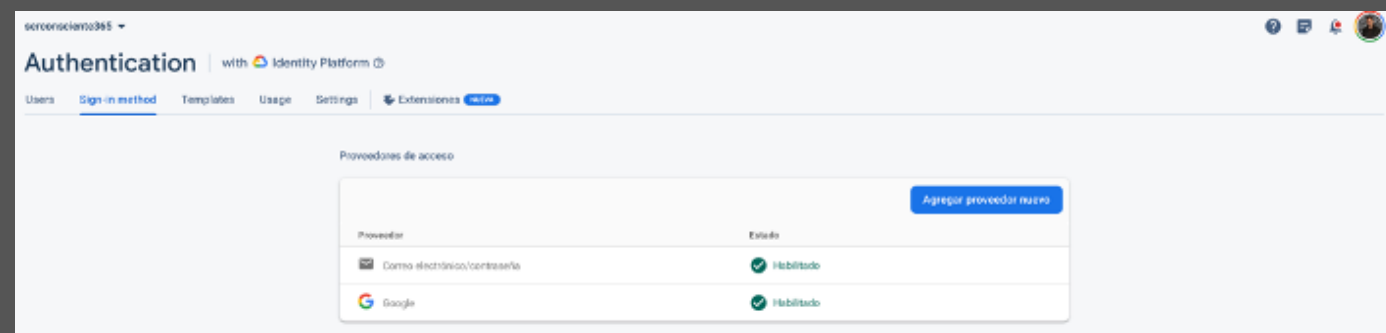 serconsciente365
Authentication with Identity Platform
Users Sign-in method Templates Usage Settings Extensiones NUEVO
Proveedores de acceso
Agregar proveedor nuevo
Proveedor Estado
Correo electrónico/contraseña Habilitado
Google Habilitado